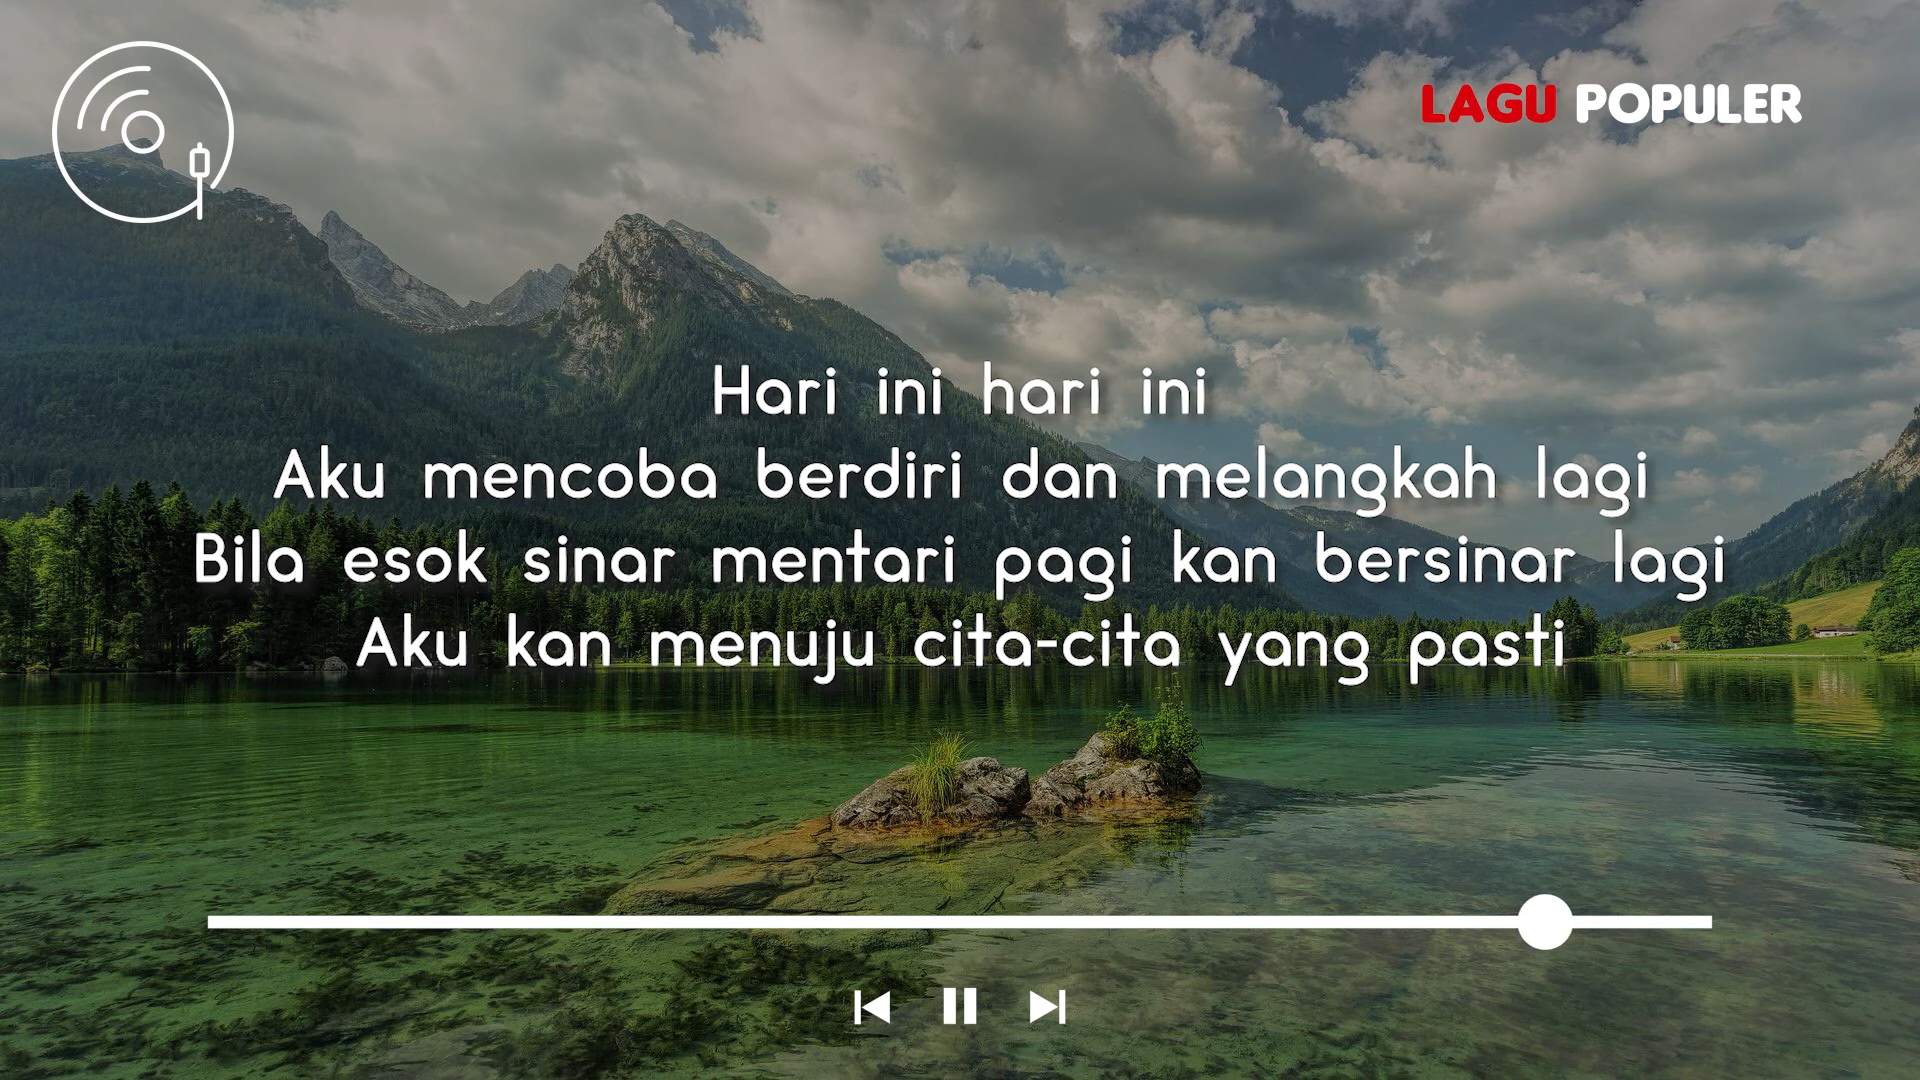 LAGU POPULER
Hari ini hari ini
Aku mencoba berdiri dan melangkah lagi
Bila esok sinar mentari pagi kan bersinar lagi
Aku kan menuju cita-cita yang pasti